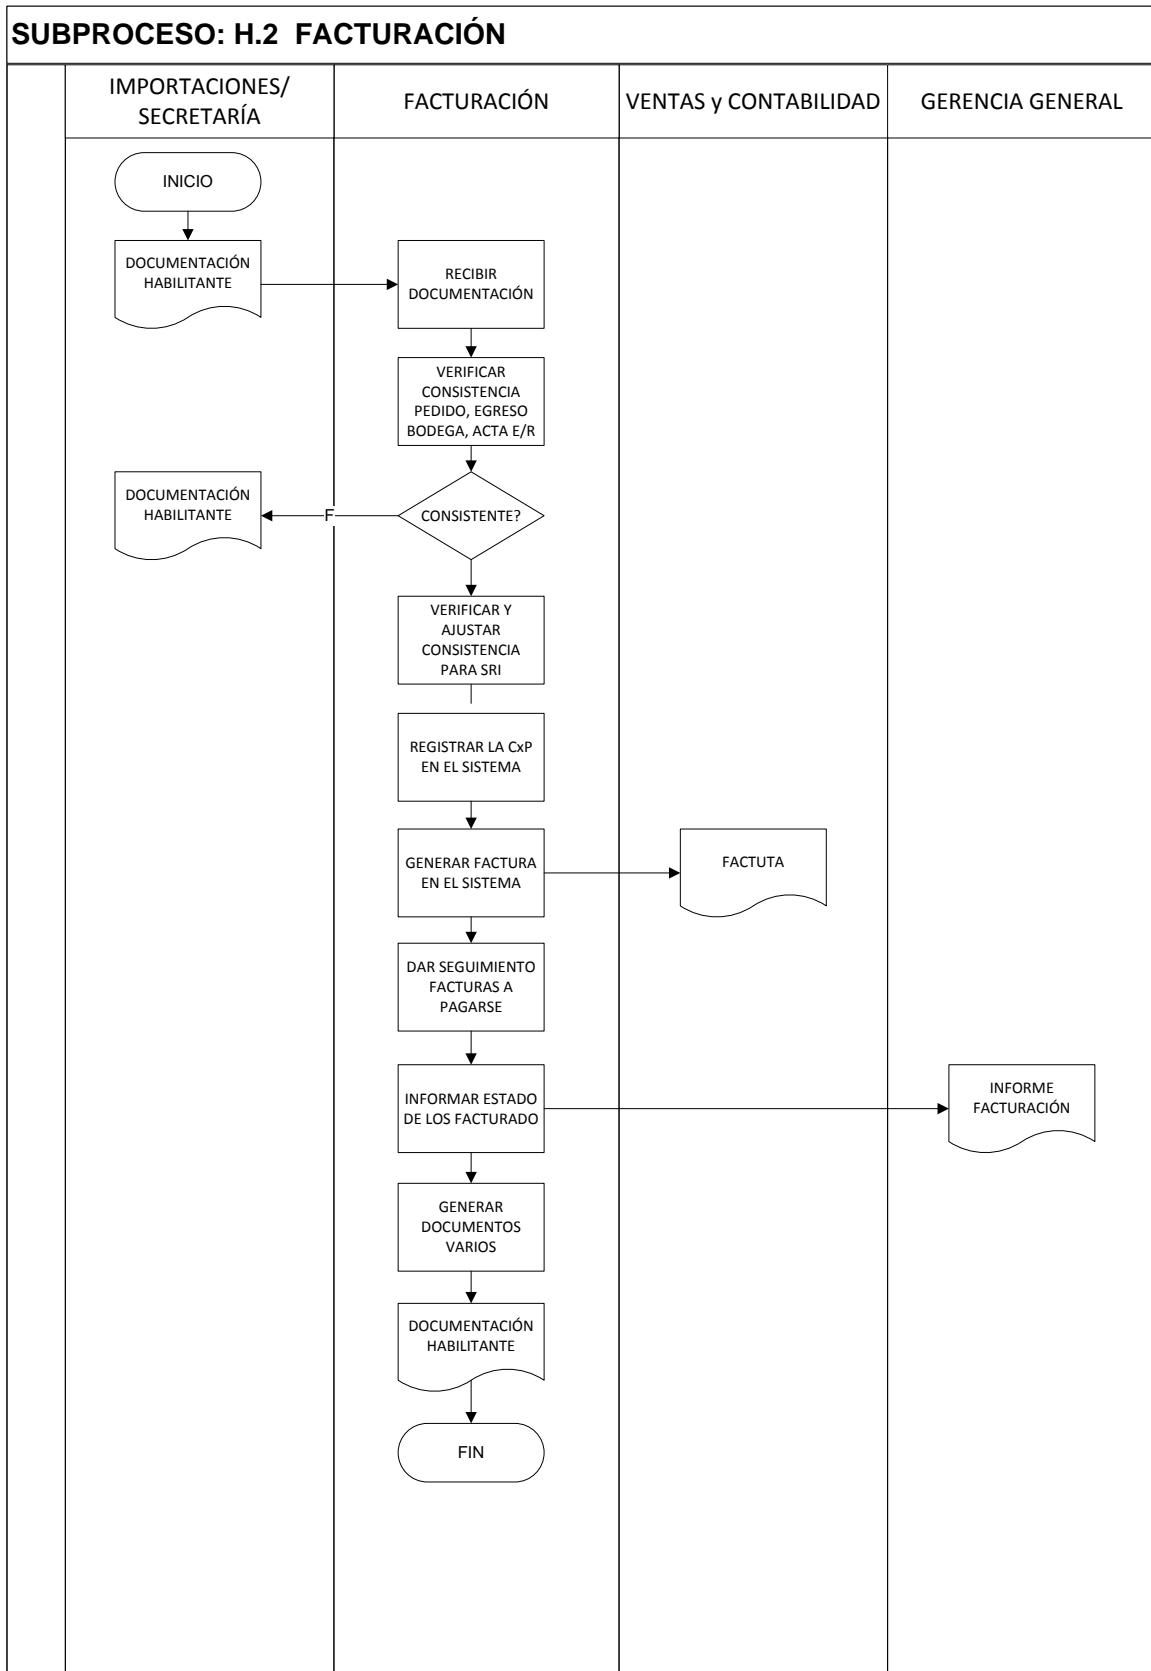 SUBPROCESO: H.2 FACTURACIÓN
IMPORTACIONES/
SECRETARÍA
FACTURACIÓN
VENTAS y CONTABILIDAD
GERENCIA GENERAL
INICIO
DOCUMENTACIÓN
HABILITANTE
RECIBIR
DOCUMENTACIÓN
VERIFICAR
CONSISTENCIA
PEDIDO, EGRESO
BODEGA, ACTA E/R
DOCUMENTACIÓN
HABILITANTE
F
CONSISTENTE?
VERIFICAR Y
AJUSTAR
CONSISTENCIA
PARA SRI
REGISTRAR LA CxP
EN EL SISTEMA
GENERAR FACTURA
EN EL SISTEMA
FACTUTA
DAR SEGUIMIENTO
FACTURAS A
PAGARSE
INFORMAR ESTADO
DE LOS FACTURADO
INFORME
FACTURACIÓN
GENERAR
DOCUMENTOS
VARIOS
DOCUMENTACIÓN
HABILITANTE
FIN